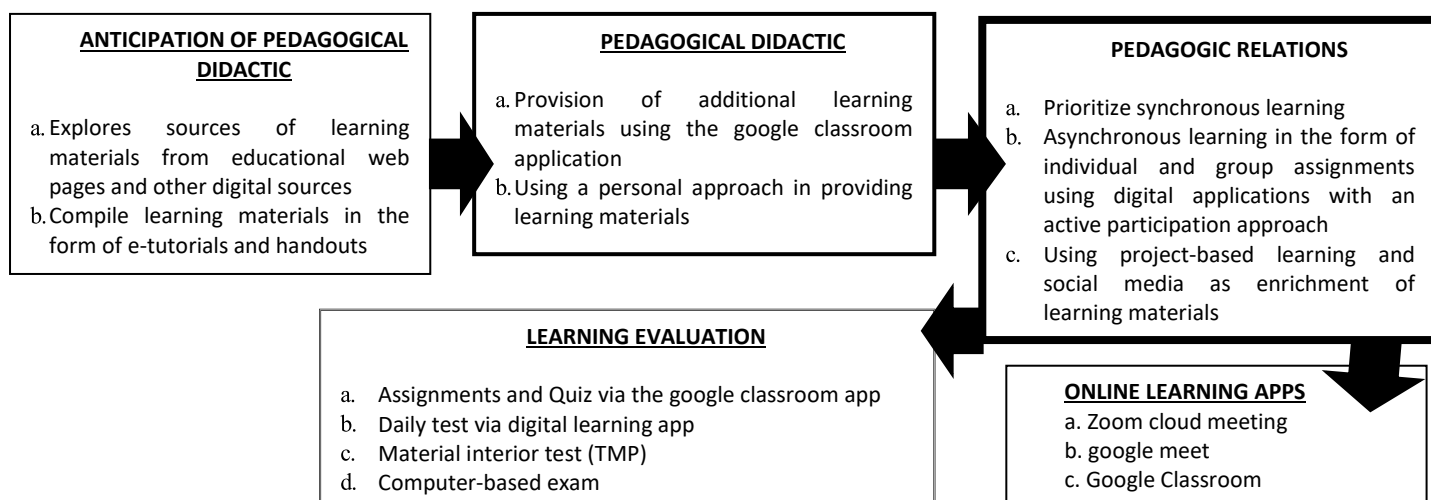 ANTICIPATION OF PEDAGOGICAL
DIDACTIC
a. Explores sources of learning
materials from educational web
pages and other digital sources
b. Compile learning materials in the
form of e-tutorials and handouts
PEDAGOGICAL DIDACTIC
a. Provision of additional learning
materials using the google classroom
application
b. Using a personal approach in providing
learning materials
PEDAGOGIC RELATIONS
a. Prioritize synchronous learning
b. Asynchronous learning in the form of
individual and group assignments
using digital applications with an
active participation approach
c. Using project-based learning and
social media as enrichment of
learning materials
LEARNING EVALUATION
a. Assignments and Quiz via the google classroom app
b. Daily test via digital learning app
c. Material interior test (TMP)
d. Computer-based exam
ONLINE LEARNING APPS
a. Zoom cloud meeting
b. google meet
c. Google Classroom